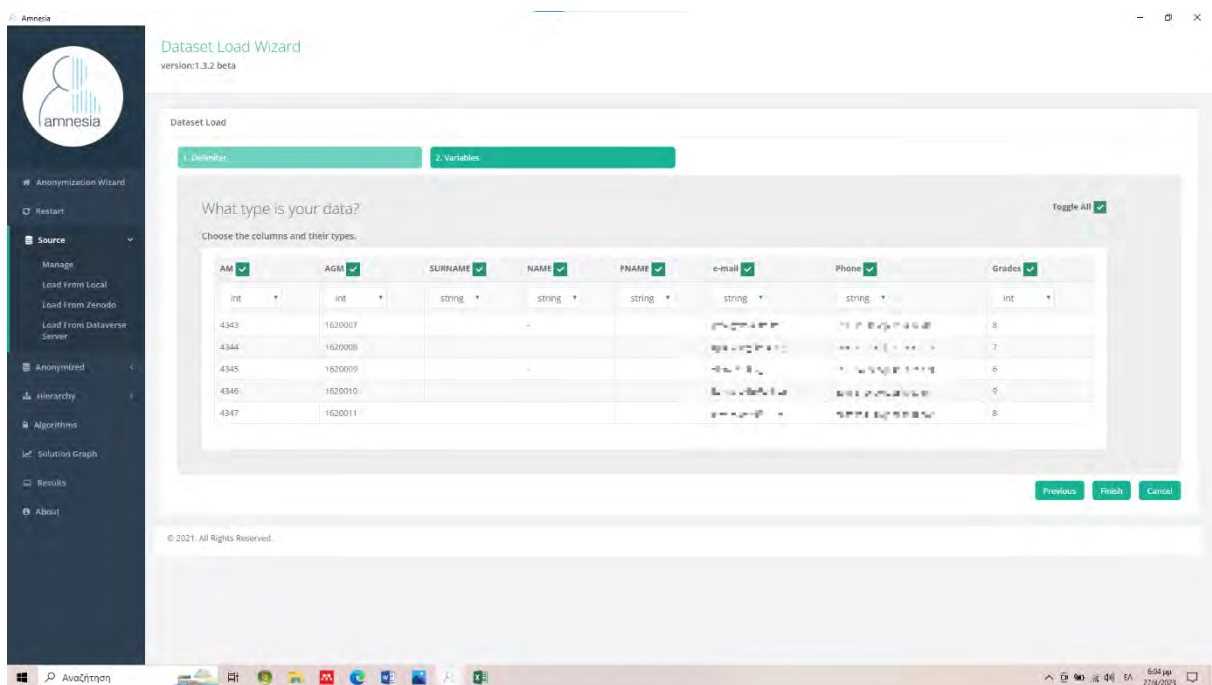 Amnesia
Dataset Load Wizard
version:1.3.2 beta
amnesia
Dataset Load
1. Delimiter
2. Variables
Anonymization Wizard
Restart
Source
Manage
Load From Local
Load From Zenodo
Load From Dataverse
Server
Anonymized
Hierarchy
Algorithms
Solution Graph
Results
About
What type is your data?
Toggle All
Choose the columns and their types.
AM AGM SURNAME NAME FNAME e-mail Phone Grades
int int string string string string string int
4343 1620007 - 8
4344 1620008 7
4345 1620009 - 6
4346 1620010 9
4347 1620011 8
Previous Finish Cancel
© 2021. All Rights Reserved.
Αναζήτηση
ΕΛ
6:04 μμ
27/4/2023